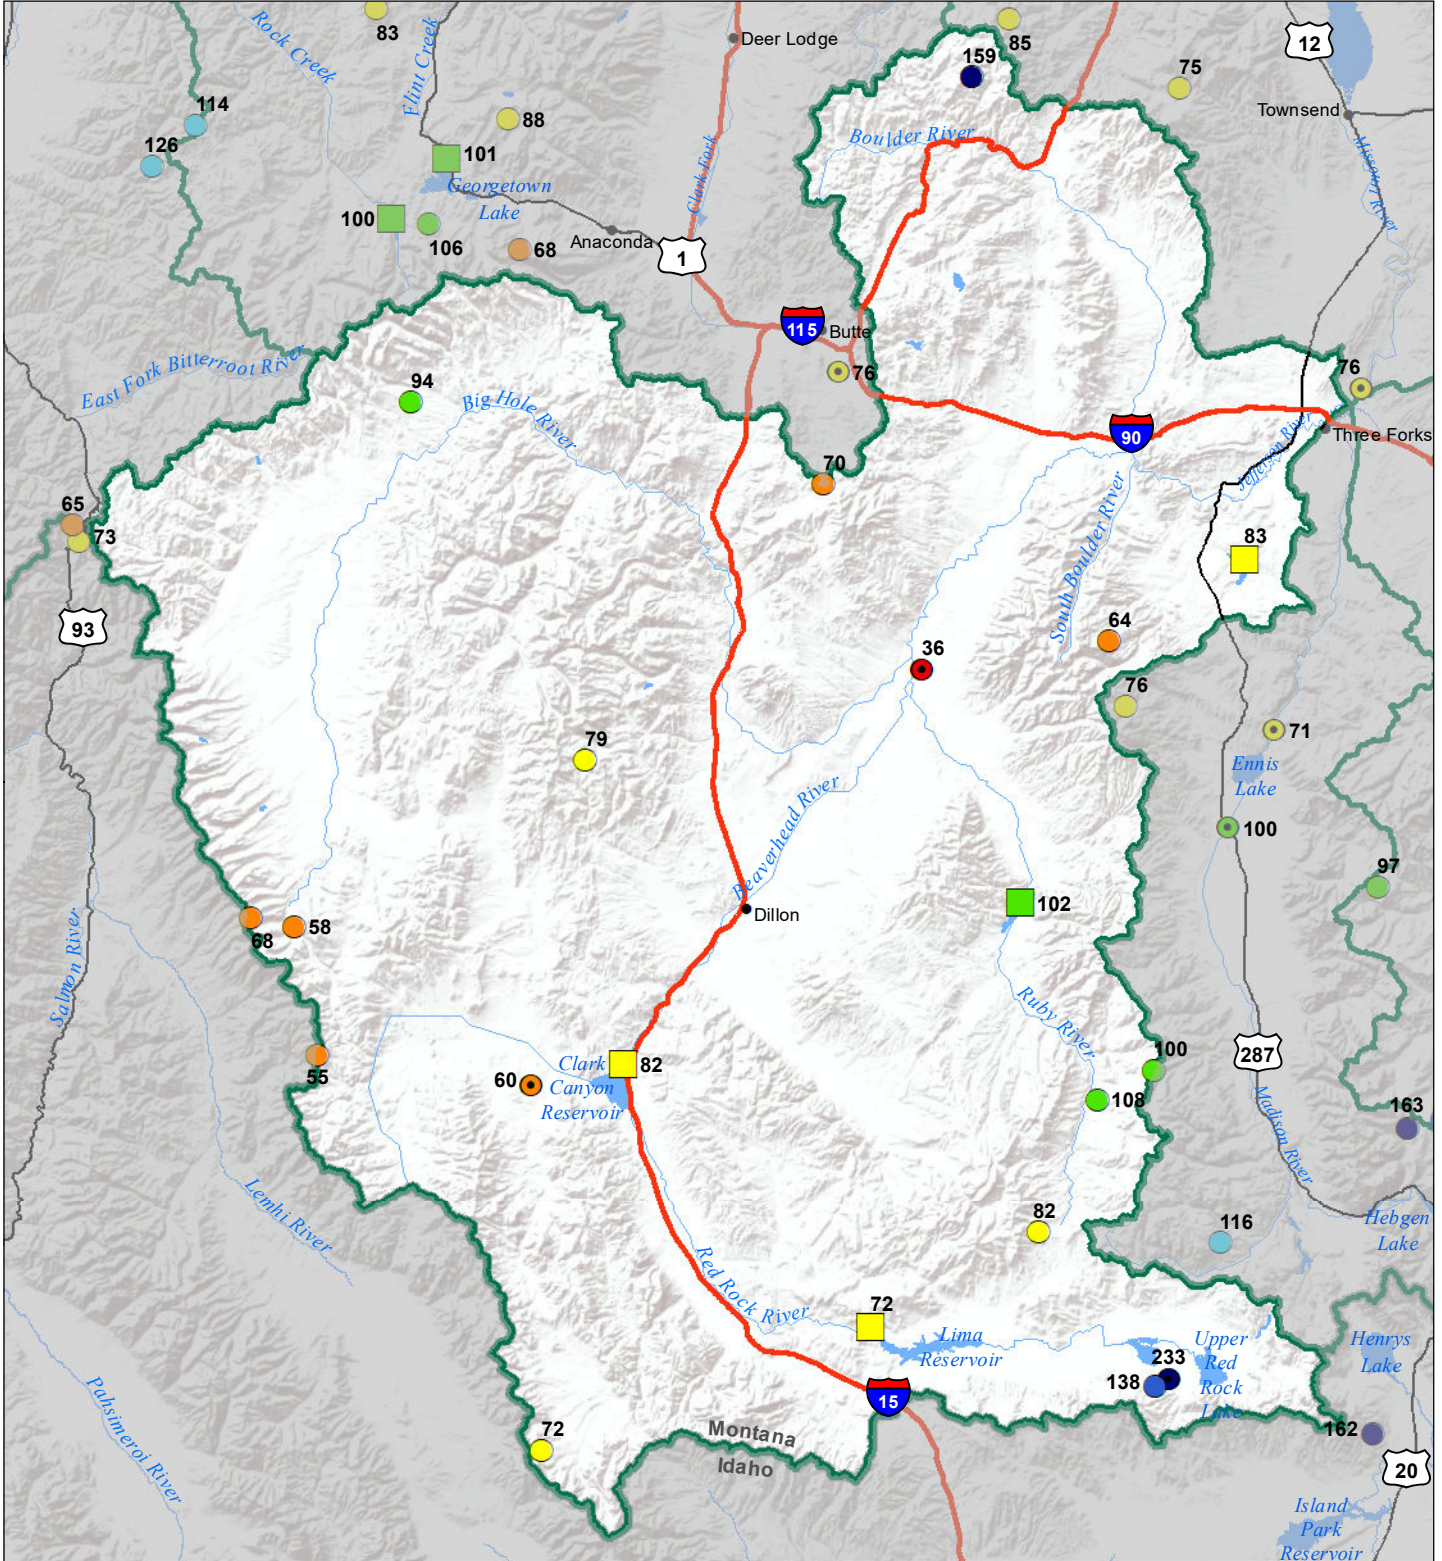 83
Rock Creek
Flint Creek
Deer Lodge
85
159
12
75
Townsend
114
88
126
101
Boulder River
Missouri River
Georgetown
Lake
Clark Fork
100
106
68
Anaconda
1
115
Butte
76
76
East Fork Bitterroot River
94
Big Hole River
90
Three Forks
Jefferson River
70
65
73
83
South Boulder River
93
64
36
76
71
79
Ennis
Lake
Beaverhead River
100
97
102
Dillon
68
58
Salmon River
Ruby River
100
287
55
60
Clark
Canyon
Reservoir
82
108
Madison River
163
Lemhi River
82
116
Hebgen
Lake
Red Rock River
72
Lima
Reservoir
Upper
Red
Rock
Lake
233
138
Henrys
Lake
15
Pahsimeroi River
72
Montana
Idaho
162
20
Island
Park
Reservoir